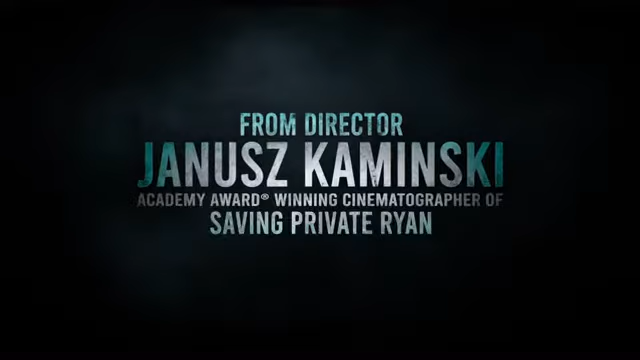 FROM DIRECTOR
JANUSZ KAMINSKI
ACADEMY AWARD® WINNING CINEMATOGRAPHER OF
SAVING PRIVATE RYAN